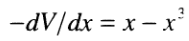 −dV/dx = x − x³